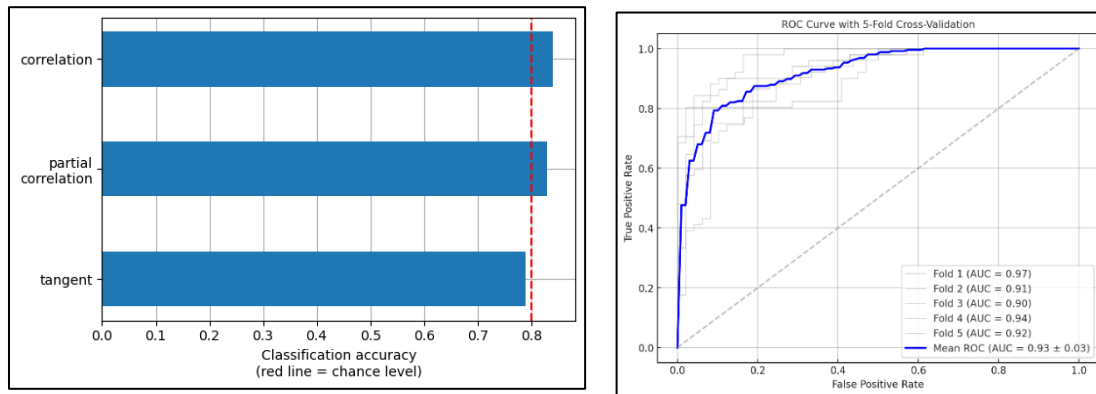 correlation
partial
correlation
tangent
0.0 0.1 0.2 0.3 0.4 0.5 0.6 0.7 0.8
Classification accuracy
(red line = chance level)
ROC Curve with 5-Fold Cross-Validation
True Positive Rate
1.0
0.8
0.6
0.4
0.2
0.0
Fold 1 (AUC = 0.97)
Fold 2 (AUC = 0.91)
Fold 3 (AUC = 0.90)
Fold 4 (AUC = 0.94)
Fold 5 (AUC = 0.92)
Mean ROC (AUC = 0.93 ± 0.03)
0.0 0.2 0.4 0.6 0.8 1.0
False Positive Rate